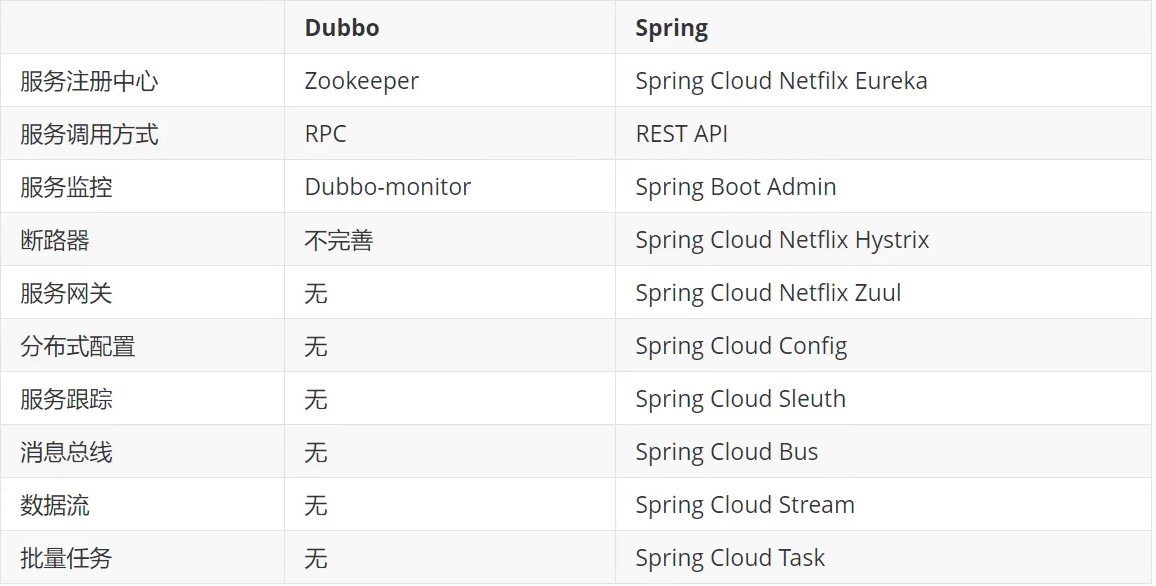 Dubbo Spring
服务注册中心 Zookeeper Spring Cloud Netfilx Eureka
服务调用方式 RPC REST API
服务监控 Dubbo-monitor Spring Boot Admin
断路器 不完善 Spring Cloud Netflix Hystrix
服务网关 无 Spring Cloud Netflix Zuul
分布式配置 无 Spring Cloud Config
服务跟踪 无 Spring Cloud Sleuth
消息总线 无 Spring Cloud Bus
数据流 无 Spring Cloud Stream
批量任务 无 Spring Cloud Task